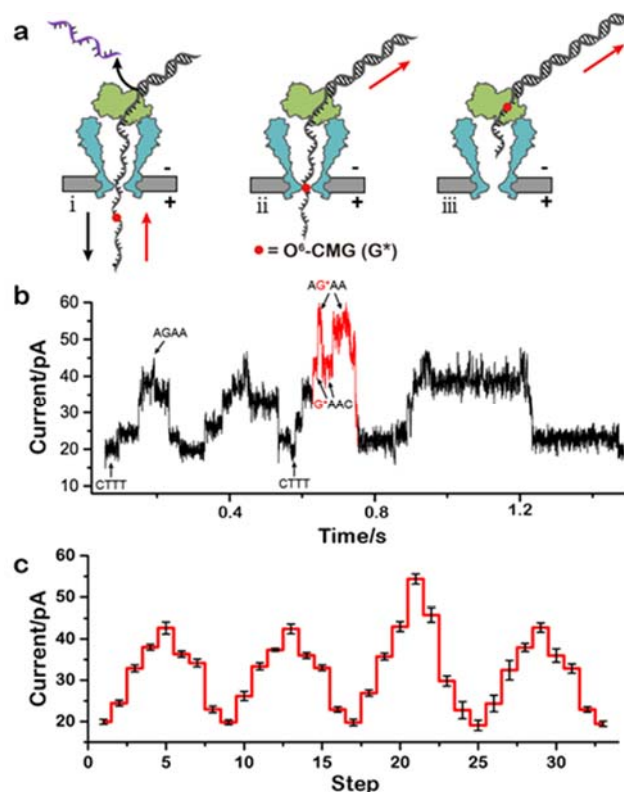 a
- - -
+ + +
i ii iii
= O⁶-CMG (G*)
b
AG*AA
AGAA
G*AAC
CTTT CTTT
Current/pA
60
50
40
30
20
10
0.4 0.8 1.2
Time/s
c
Current/pA
60
50
40
30
20
0 5 10 15 20 25 30
Step